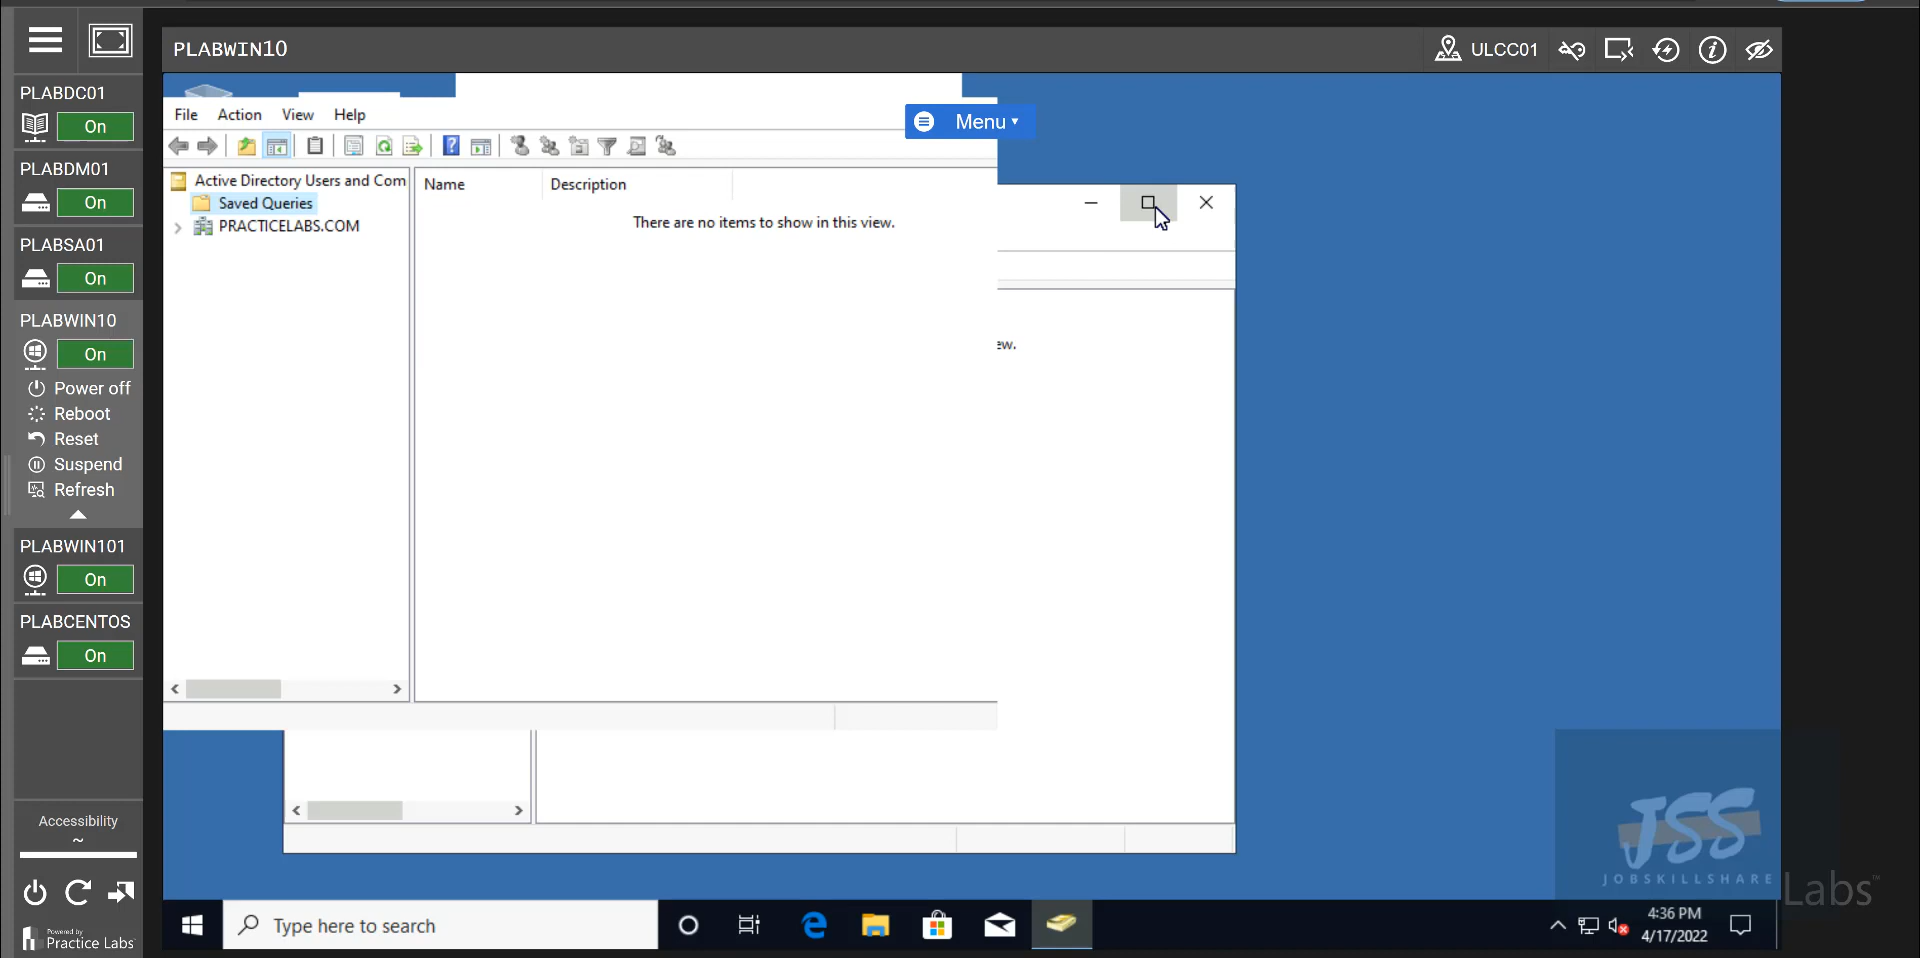 PLABWIN10
ULCC01
PLABDC01
On
PLABDM01
On
PLABSA01
On
PLABWIN10
On
Power off
Reboot
Reset
Suspend
Refresh
PLABWIN101
On
PLABCENTOS
On
Accessibility
~
Powered by
Practice Labs
File Action View Help
Menu
Active Directory Users and Com
Saved Queries
PRACTICELABS.COM
Name Description
There are no items to show in this view.
ew.
JSS
JOBSKILLSHARE
Labs™
Type here to search
4:36 PM
4/17/2022